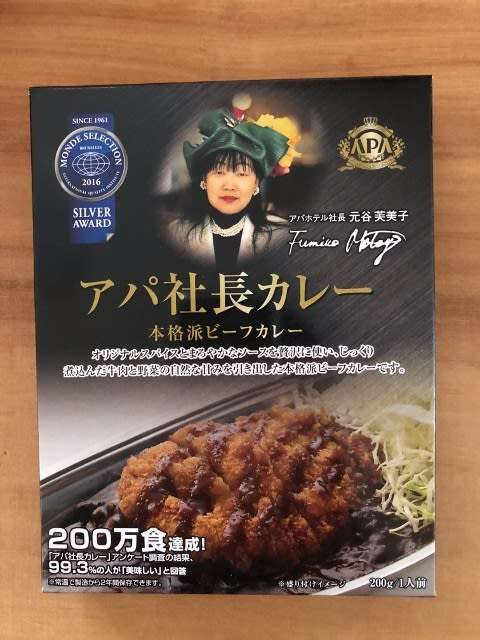 SINCE 1961
MONDE SELECTION
BRUSSELS
INTERNATIONAL QUALITY INSTITUTE
2016
SILVER
AWARD
APA
アパホテル社長 元谷 芙美子
Fumiko Motoya
アパ社長カレー
本格派ビーフカレー
オリジナルスパイスとまろやかなソースを贅沢に使い、じっくり
煮込んだ牛肉と野菜の自然な甘みを引き出した本格派ビーフカレーです。
200万食達成!
「アパ社長カレー」アンケート調査の結果、
99.3%の人が「美味しい」と回答
※常温で製造から2年間保存できます。
※盛り付けイメージ 200g/1人前